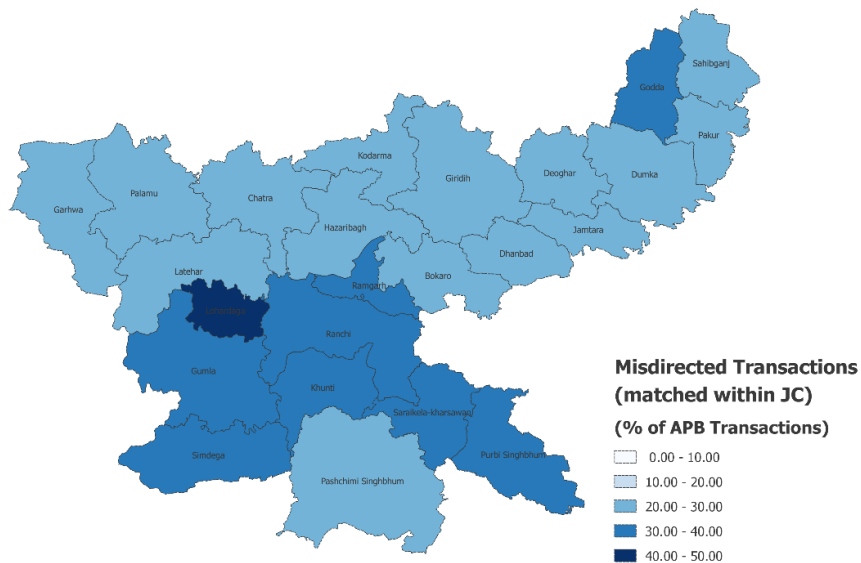 Sahibganj
Godda
Pakur
Kodarma
Giridih
Deoghar
Dumka
Palamu
Chatra
Garhwa
Hazaribagh
Jamtara
Dhanbad
Latehar
Bokaro
Ramgarh
Ranchi
Gumla
Khunti
Saraikela-kharsawan
Simdega
Purbi Singhbhum
Pashchimi Singhbhum
Misdirected Transactions
(matched within JC)
(% of APB Transactions)
0.00 - 10.00
10.00 - 20.00
20.00 - 30.00
30.00 - 40.00
40.00 - 50.00